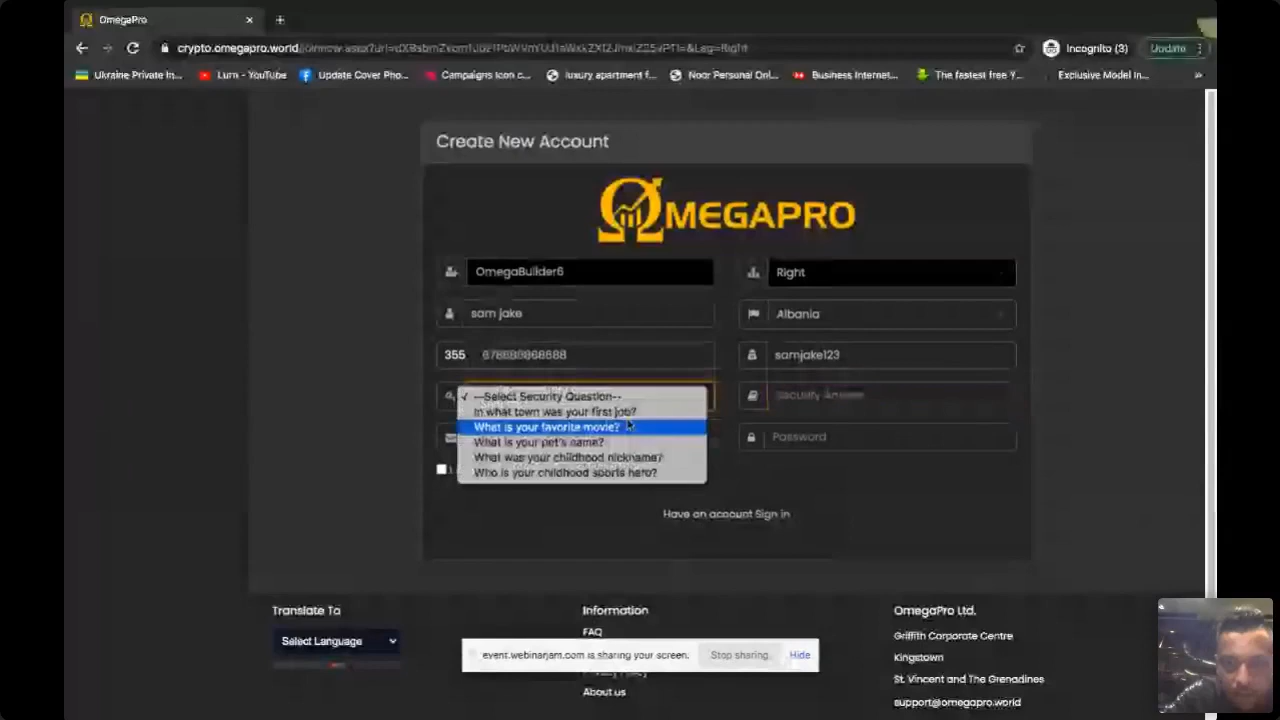 OmegaPro
Incognito (3)
Update
Ukraine Private In...
Lurn - YouTube
Update Cover Pho...
Campaigns Icon c...
luxury apartment f...
Noor Personal Onl...
Business Internet...
The fastest free Y...
Exclusive Model In...
»
Create New Account
ΩMEGAPRO
OmegaBuilder6
Right
sam jake
Albania
355
samjake123
✓ --Select Security Question--
Security Answer
In what town was your first job?
What is your favorite movie?
What is your pet's name?
Password
What was your childhood nickname?
Who is your childhood sports hero?
Have an account Sign in
Translate To
Information
OmegaPro Ltd.
Select Language
FAQ
Griffith Corporate Centre
event.webinarjam.com is sharing your screen.
Stop sharing
Hide
Kingstown
St. Vincent and The Grenadines
About us
support@omegapro.world